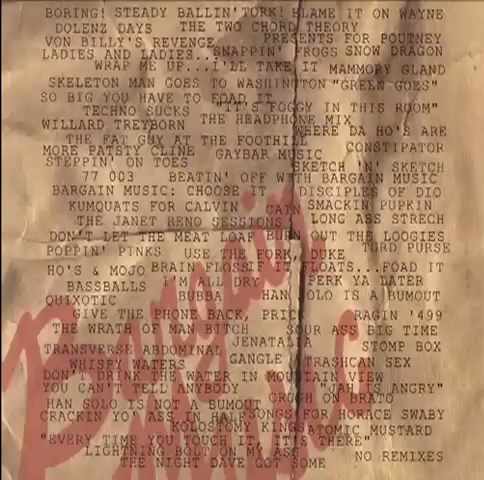 BORING! STEADY BALLIN' TORK! BLAME IT ON WAYNE
DOLENZ DAYS THE TWO CHORD THEORY
VON BILLY'S REVENGE PRESENTS FOR POUTNEY
LADIES AND LADIES... SNAPPIN' FROGS SNOW DRAGON
WRAP ME UP...I'LL TAKE IT MAMMORY GLAND
SKELETON MAN GOES TO WASHINGTON "GREEN GOES"
SO BIG YOU HAVE TO FOAD IT
"IT'S FOGGY IN THIS ROOM"
TECHNO SUCKS THE HEADPHONE MIX
WILLARD TREYBORN WHERE DA HO'S ARE
THE FAT GUY AT THE FOOTHILL
MORE PATSTY CLINE GAYBAR MUSIC CONSTIPATOR
STEPPIN' ON TOES SKETCH 'N' SKETCH
77 003 BEATIN' OFF WITH BARGAIN MUSIC
BARGAIN MUSIC: CHOOSE IT DISCIPLES OF DIO
KUMQUATS FOR CALVIN CAIN SMACKIN PUPKIN
THE JANET RENO SESSIONS LONG ASS STRECH
DON'T LET THE MEAT LOAF BURN OUT THE LOOGIES
POPPIN' PINKS USE THE FORK, DUKE TURD PURSE
HO'S & MOJO BRAIN FLOSS IF IT FLOATS...FOAD IT
BASSBALLS I'M ALL DRY PERK YA LATER
QUIXOTIC BUBBA HAN SOLO IS A BUMOUT
GIVE THE PHONE BACK, PRICK RAGIN '499
THE WRATH OF MAN BITCH SOUR ASS BIG TIME
TRANSVERSE ABDOMINAL JENATALIA STOMP BOX
WHISPY WATERS GANGLE TRASHCAN SEX
DON'T DRINK THE WATER IN MOUNTAIN VIEW
YOU CAN'T TELL ANYBODY "JAH IS ANGRY"
HAN SOLO IS NOT A BUMOUT CRUSH ON BRATO
CRACKIN YO' ASS IN HALF SONGS FOR HORACE SWABY
KOLOSTOMY KINGS ATOMIC MUSTARD
"EVERY TIME YOU TOUCH IT, IT'S THERE"
LIGHTNING BOLT ON MY ASS NO REMIXES
THE NIGHT DAVE GOT SOME
Bargain Music